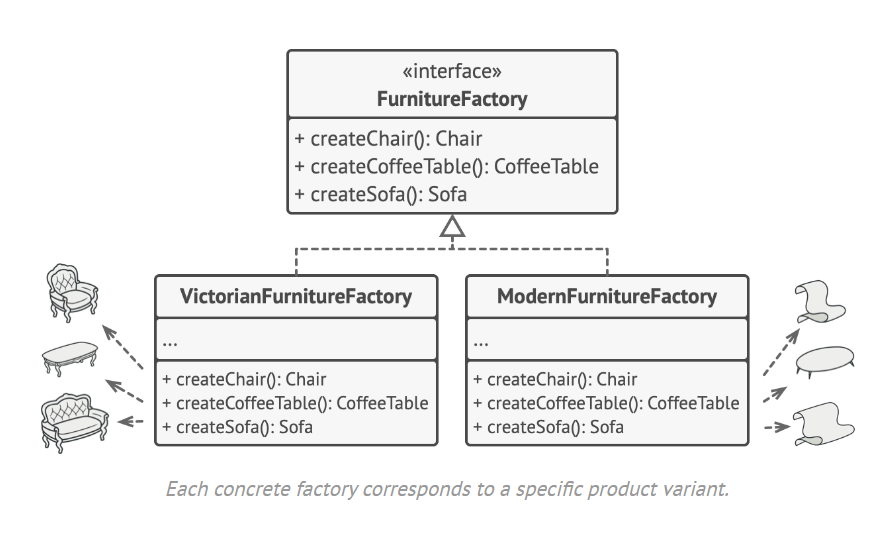 «interface»
FurnitureFactory
+ createChair(): Chair
+ createCoffeeTable(): CoffeeTable
+ createSofa(): Sofa
VictorianFurnitureFactory
...
+ createChair(): Chair
+ createCoffeeTable(): CoffeeTable
+ createSofa(): Sofa
ModernFurnitureFactory
...
+ createChair(): Chair
+ createCoffeeTable(): CoffeeTable
+ createSofa(): Sofa
Each concrete factory corresponds to a specific product variant.